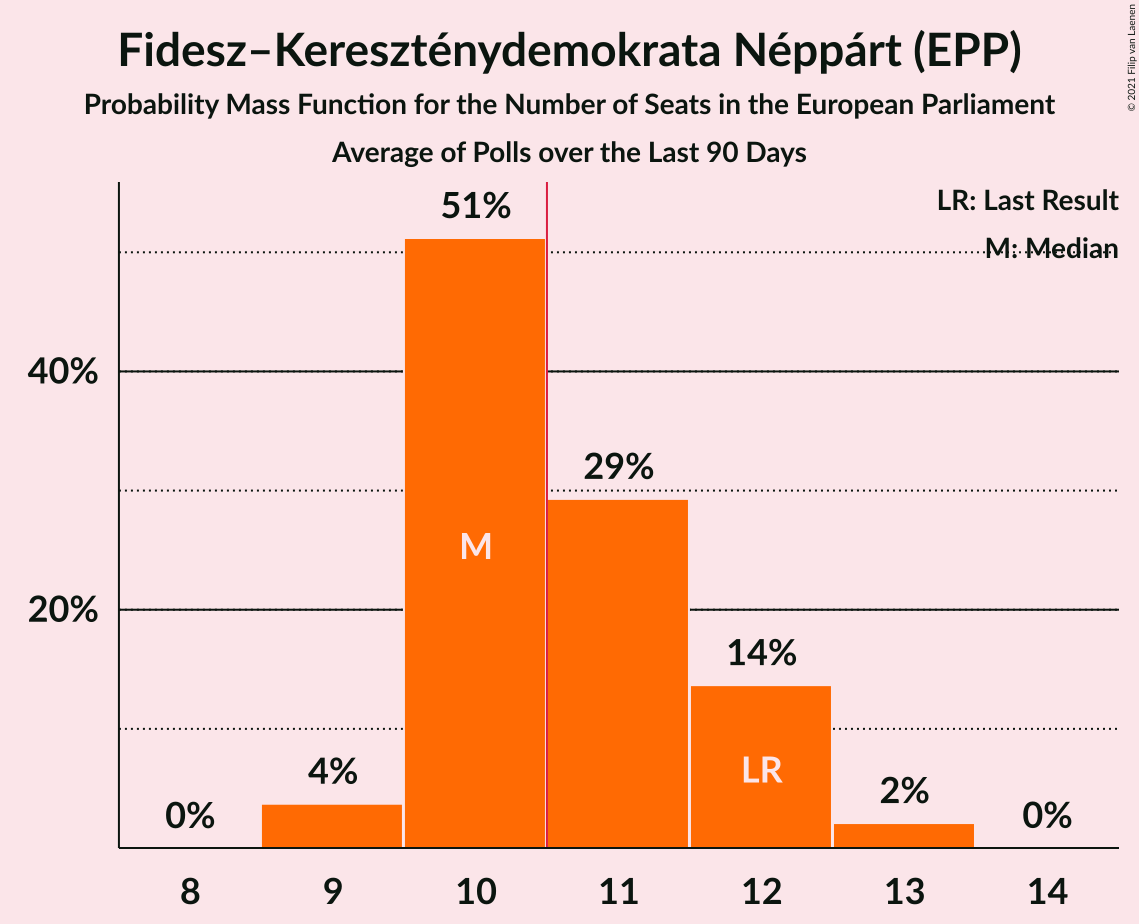 Fidesz–Kereszténydemokrata Néppárt (EPP)
Probability Mass Function for the Number of Seats in the European Parliament
Average of Polls over the Last 90 Days
© 2021 Filip van Laenen
LR: Last Result
M: Median
51%
40%
29%
M
20%
14%
LR
4%
2%
0%
0%
8 9 10 11 12 13 14